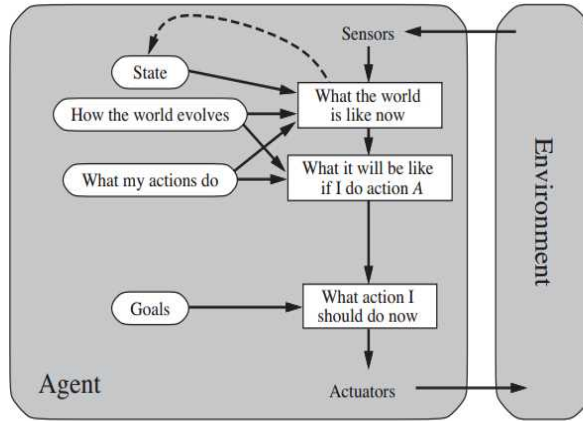 Sensors
State
What the world
is like now
How the world evolves
What it will be like
if I do action A
What my actions do
Environment
Goals
What action I
should do now
Agent
Actuators